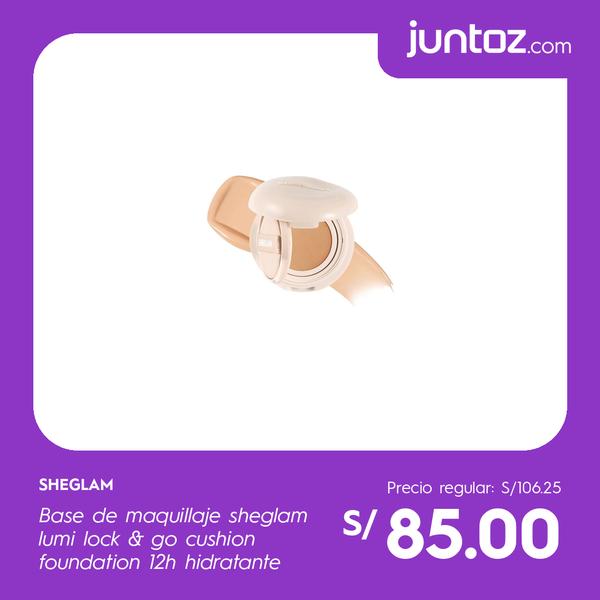 juntoz.com
SHEGLAM
SHEGLAM
Base de maquillaje sheglam
lumi lock & go cushion
foundation 12h hidratante
Precio regular: S/106.25
S/85.00